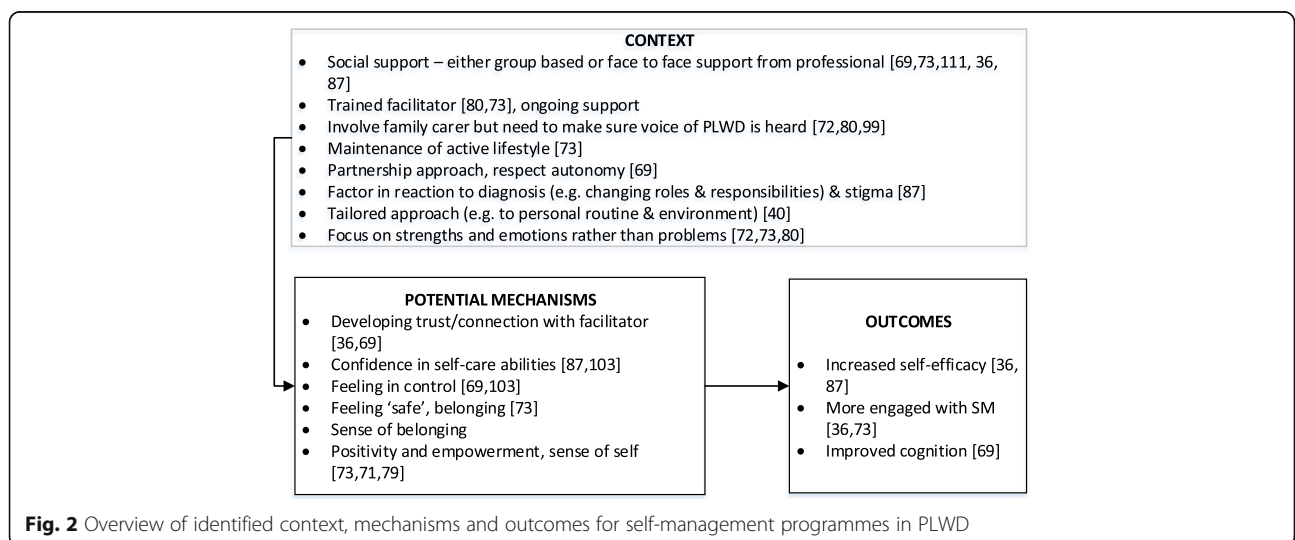 CONTEXT
• Social support – either group based or face to face support from professional [69,73,111, 36,
87]
• Trained facilitator [80,73], ongoing support
• Involve family carer but need to make sure voice of PLWD is heard [72,80,99]
• Maintenance of active lifestyle [73]
• Partnership approach, respect autonomy [69]
• Factor in reaction to diagnosis (e.g. changing roles & responsibilities) & stigma [87]
• Tailored approach (e.g. to personal routine & environment) [40]
• Focus on strengths and emotions rather than problems [72,73,80]
POTENTIAL MECHANISMS
• Developing trust/connection with facilitator
[36,69]
• Confidence in self-care abilities [87,103]
• Feeling in control [69,103]
• Feeling ‘safe’, belonging [73]
• Sense of belonging
• Positivity and empowerment, sense of self
[73,71,79]
OUTCOMES
• Increased self-efficacy [36,
87]
• More engaged with SM
[36,73]
• Improved cognition [69]
Fig. 2 Overview of identified context, mechanisms and outcomes for self-management programmes in PLWD